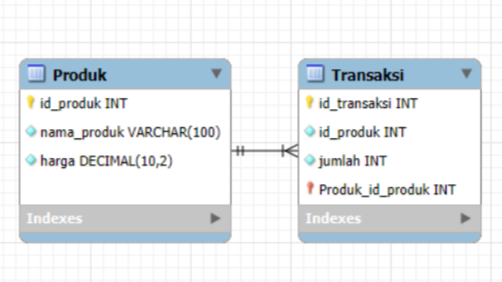 Produk
id_produk INT
nama_produk VARCHAR(100)
harga DECIMAL(10,2)
Indexes
Transaksi
id_transaksi INT
id_produk INT
jumlah INT
Produk_id_produk INT
Indexes